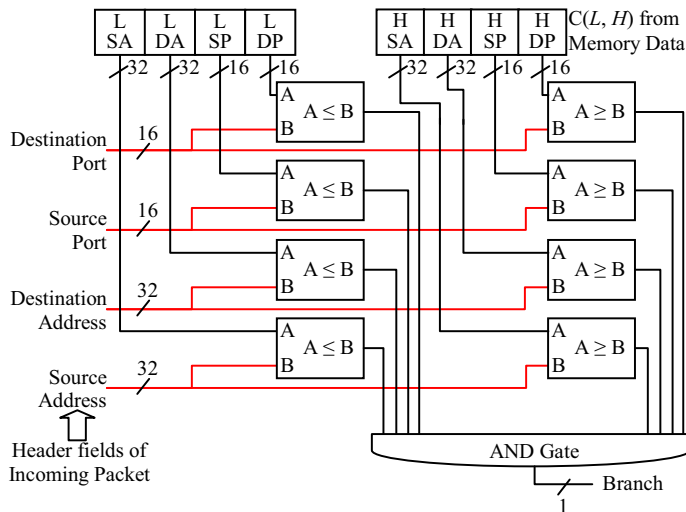 L L L L H H H H C(L, H) from
SA DA SP DP SA DA SP DP Memory Data
32 32 16 16 32 32 16 16
A A ≤ B A A ≥ B
B B
Destination 16
Port
A A ≤ B A A ≥ B
B B
Source 16
Port
A A ≤ B A A ≥ B
B B
Destination 32
Address
A A ≤ B A A ≥ B
B B
Source 32
Address
Header fields of
Incoming Packet
AND Gate
Branch
1